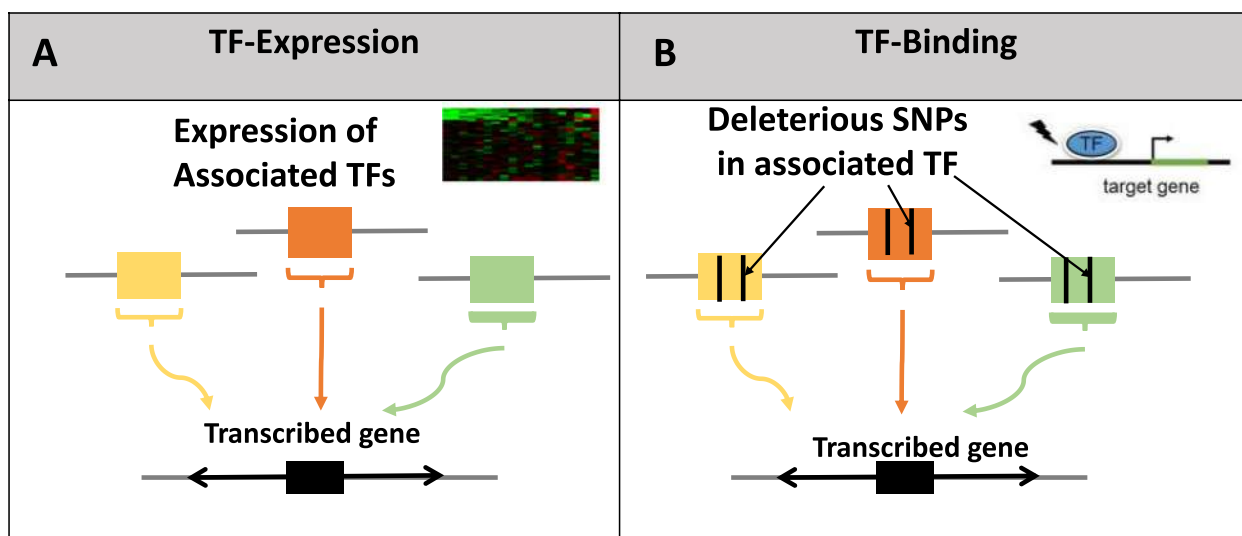 A
TF-Expression
Expression of
Associated TFs
Transcribed gene
B
TF-Binding
Deleterious SNPs
in associated TF
TF
target gene
Transcribed gene